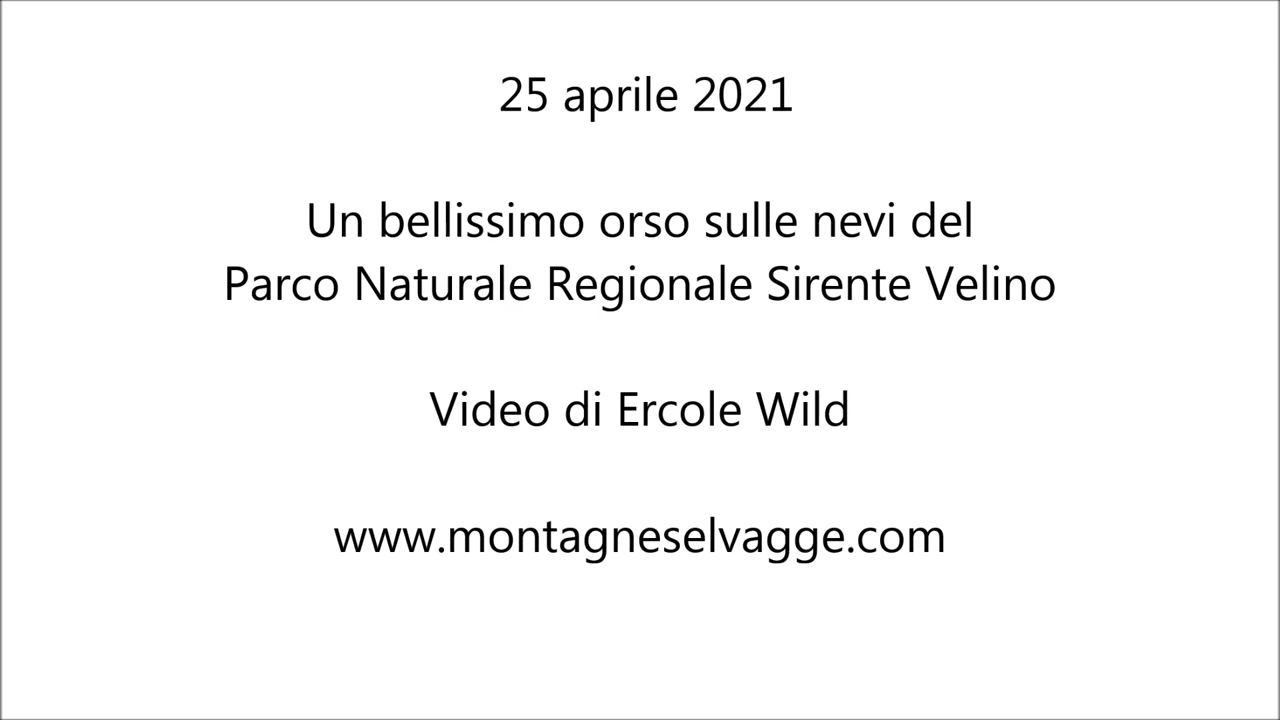 25 aprile 2021
Un bellissimo orso sulle nevi del
Parco Naturale Regionale Sirente Velino
Video di Ercole Wild
www.montagneselvagge.com